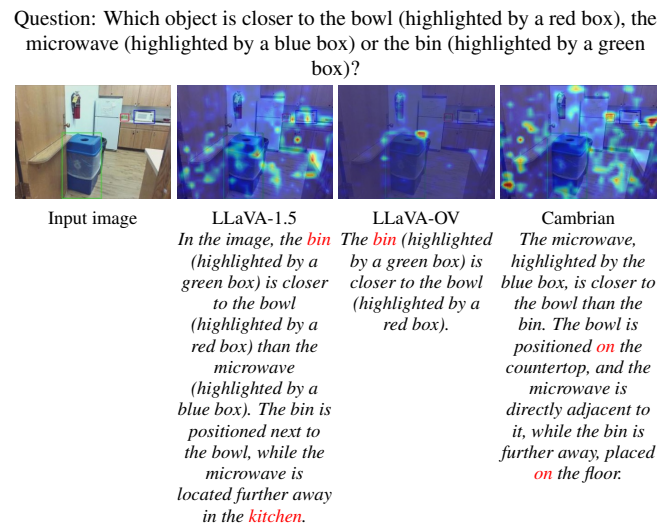 Question: Which object is closer to the bowl (highlighted by a red box), the
microwave (highlighted by a blue box) or the bin (highlighted by a green
box)?
Input image
LLaVA-1.5
In the image, the bin
(highlighted by a
green box) is closer
to the bowl
(highlighted by a
red box) than the
microwave
(highlighted by a
blue box). The bin is
positioned next to
the bowl, while the
microwave is
located further away
in the kitchen.
LLaVA-OV
The bin (highlighted
by a green box) is
closer to the bowl
(highlighted by a
red box).
Cambrian
The microwave,
highlighted by the
blue box, is closer to
the bowl than the
bin. The bowl is
positioned on the
countertop, and the
microwave is
directly adjacent to
it, while the bin is
further away, placed
on the floor.